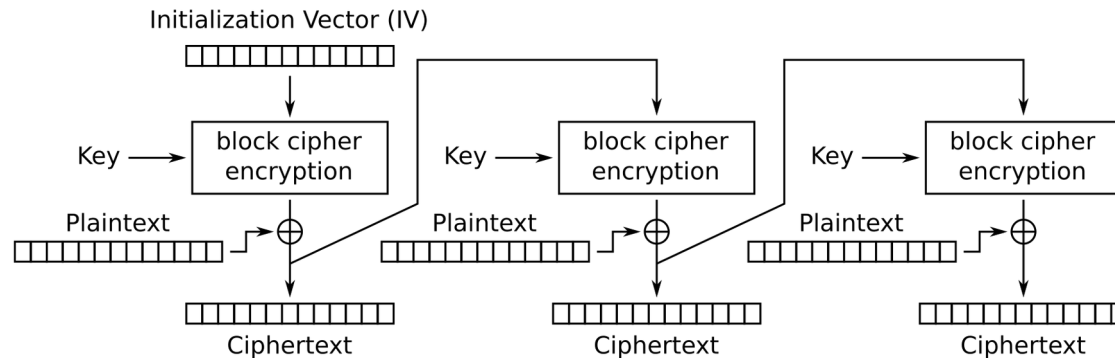 Initialization Vector (IV)
Key
block cipher
encryption
Key
block cipher
encryption
Key
block cipher
encryption
Plaintext
Plaintext
Plaintext
Ciphertext
Ciphertext
Ciphertext